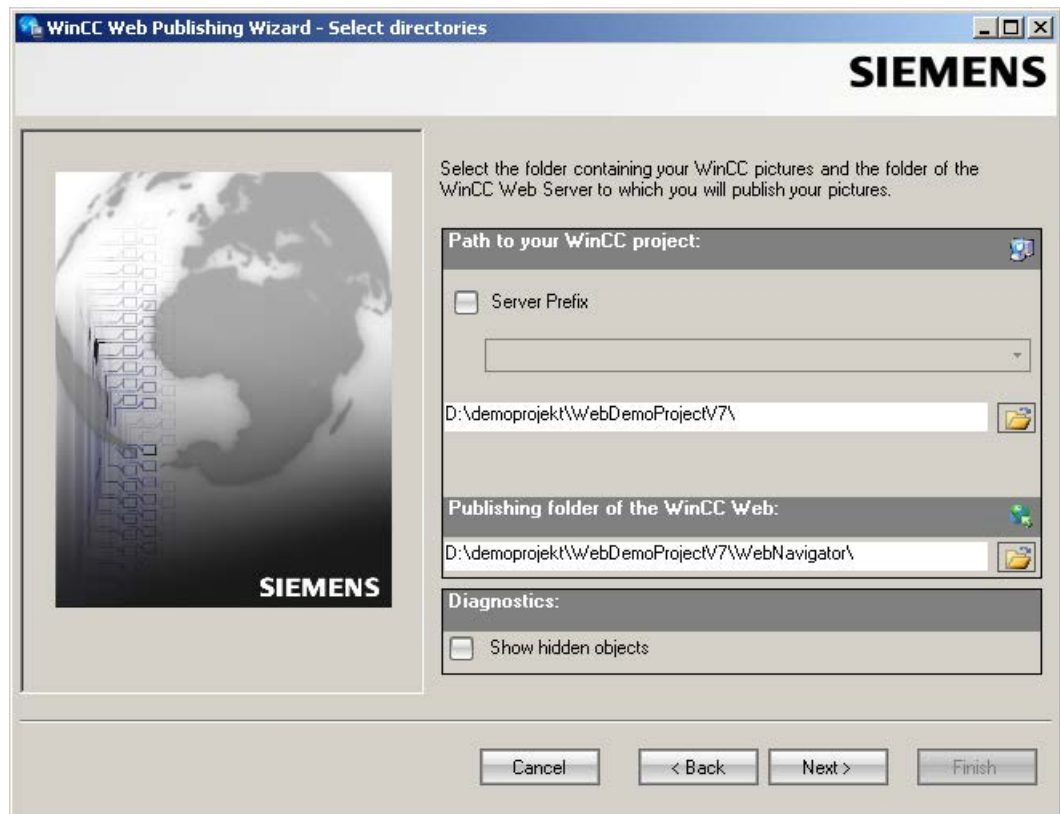 WinCC Web Publishing Wizard - Select directories
SIEMENS
Select the folder containing your WinCC pictures and the folder of the
WinCC Web Server to which you will publish your pictures.
Path to your WinCC project:
Server Prefix
D:\demoprojekt\WebDemoProjectV7\
Publishing folder of the WinCC Web:
D:\demoprojekt\WebDemoProjectV7\WebNavigator\
SIEMENS
Diagnostics:
Show hidden objects
Cancel
< Back
Next >
Finish